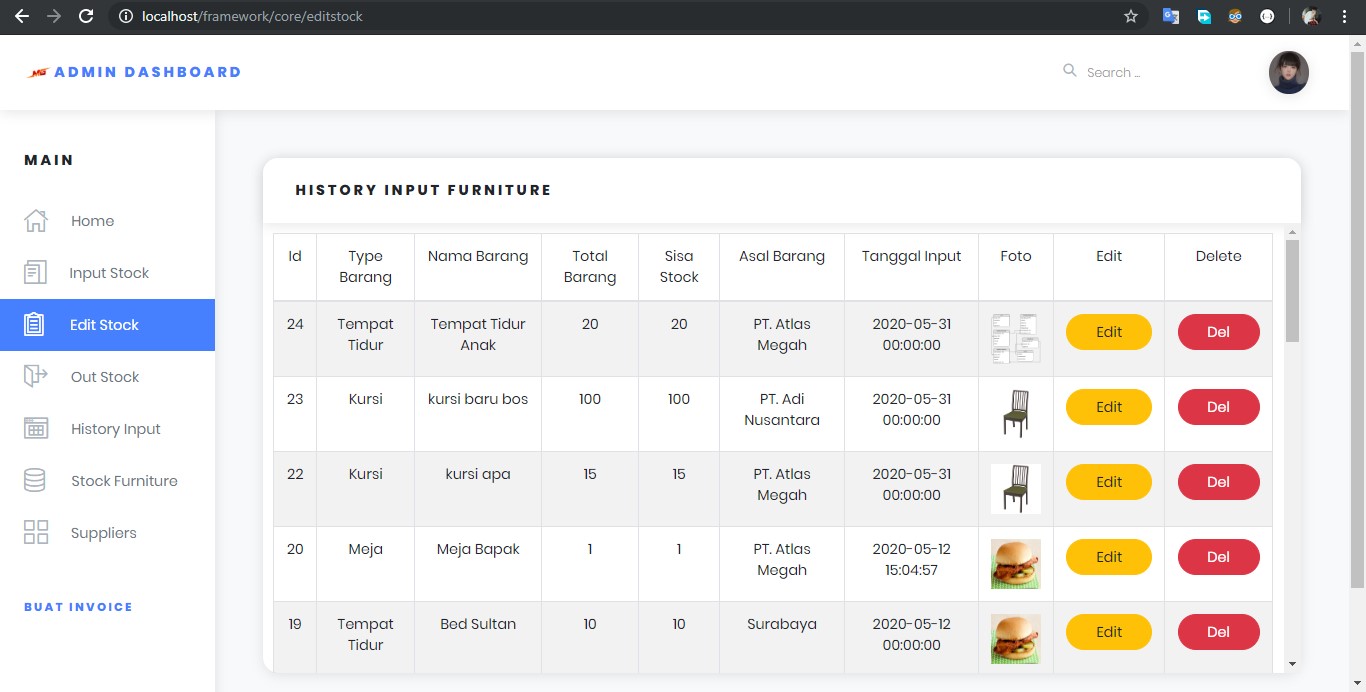 localhost/framework/core/editstock
ADMIN DASHBOARD
Search ...
MAIN
Home
Input Stock
Edit Stock
Out Stock
History Input
Stock Furniture
Suppliers
BUAT INVOICE
HISTORY INPUT FURNITURE
Id Type Barang Nama Barang Total Barang Sisa Stock Asal Barang Tanggal Input Foto Edit Delete
24 Tempat Tidur Tempat Tidur Anak 20 20 PT. Atlas Megah 2020-05-31 00:00:00 Edit Del
23 Kursi kursi baru bos 100 100 PT. Adi Nusantara 2020-05-31 00:00:00 Edit Del
22 Kursi kursi apa 15 15 PT. Atlas Megah 2020-05-31 00:00:00 Edit Del
20 Meja Meja Bapak 1 1 PT. Atlas Megah 2020-05-12 15:04:57 Edit Del
19 Tempat Tidur Bed Sultan 10 10 Surabaya 2020-05-12 00:00:00 Edit Del